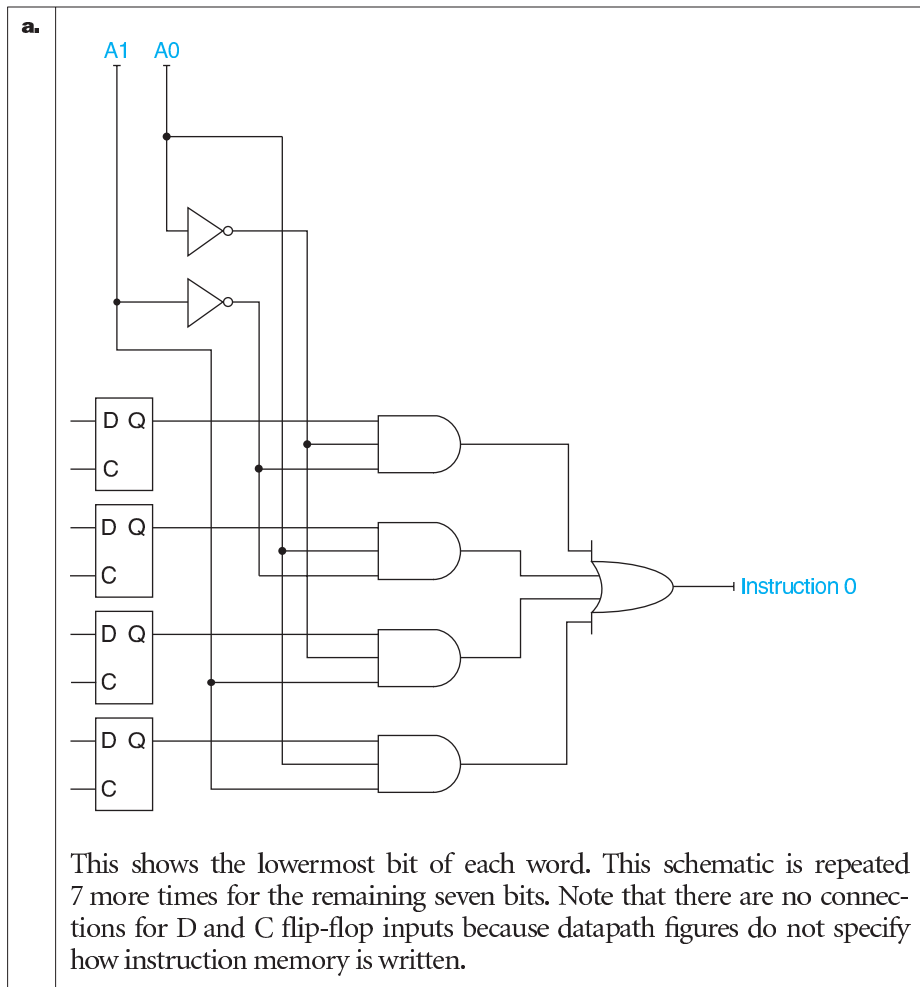 a.
A1 A0
D Q
C
D Q
C
Instruction 0
D Q
C
D Q
C
This shows the lowermost bit of each word. This schematic is repeated
7 more times for the remaining seven bits. Note that there are no connec-
tions for D and C flip-flop inputs because datapath figures do not specify
how instruction memory is written.